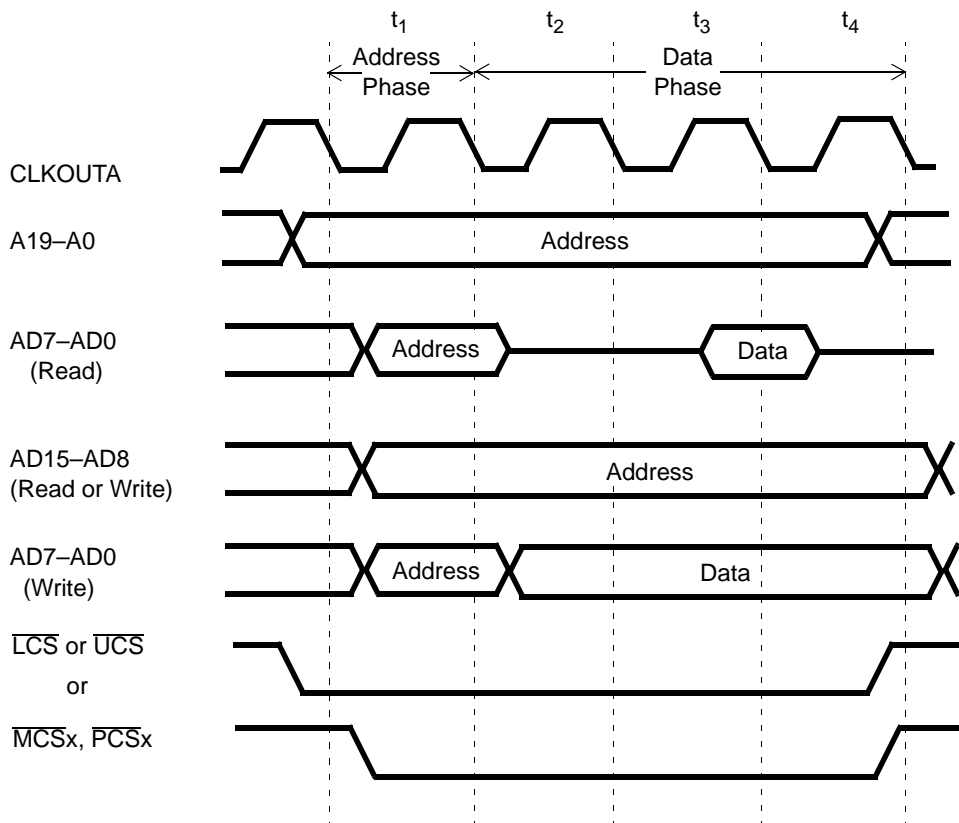 t1 t2 t3 t4
Address Phase
Data Phase
CLKOUTA
A19–A0
Address
AD7–AD0
(Read)
Address
Data
AD15–AD8
(Read or Write)
Address
AD7–AD0
(Write)
Address
Data
LCS or UCS
or
MCSx, PCSx